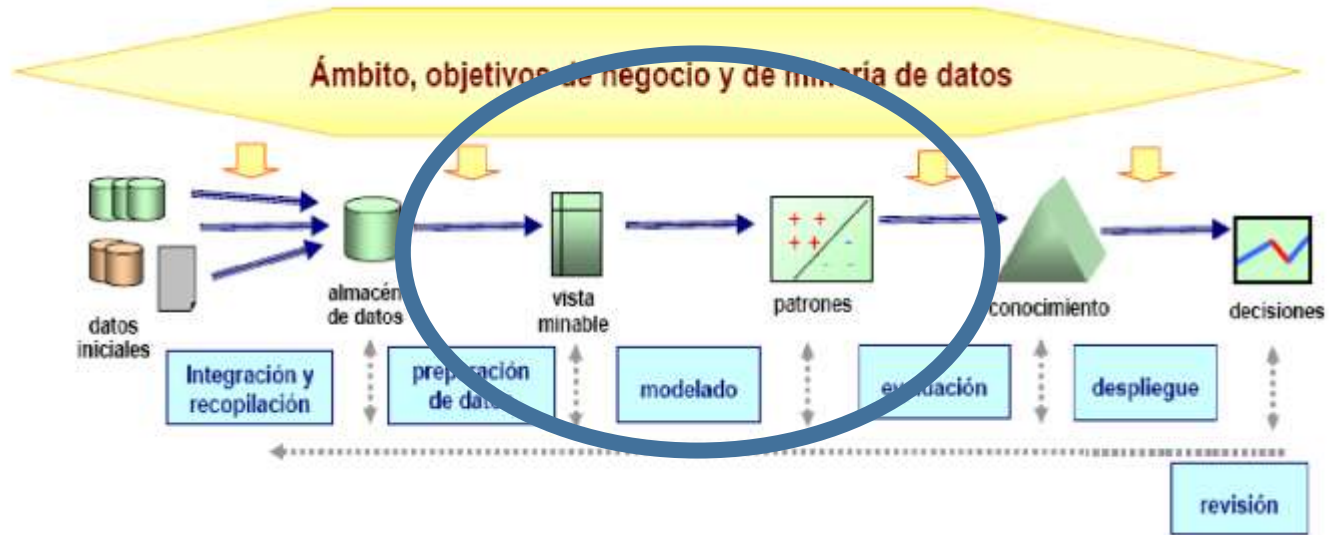 Ámbito, objetivos de negocio y de minería de datos
datos
iniciales
almacén
de datos
vista
minable
patrones
conocimiento
decisiones
Integración y
recopilación
preparación
de datos
modelado
evaluación
despliegue
revisión